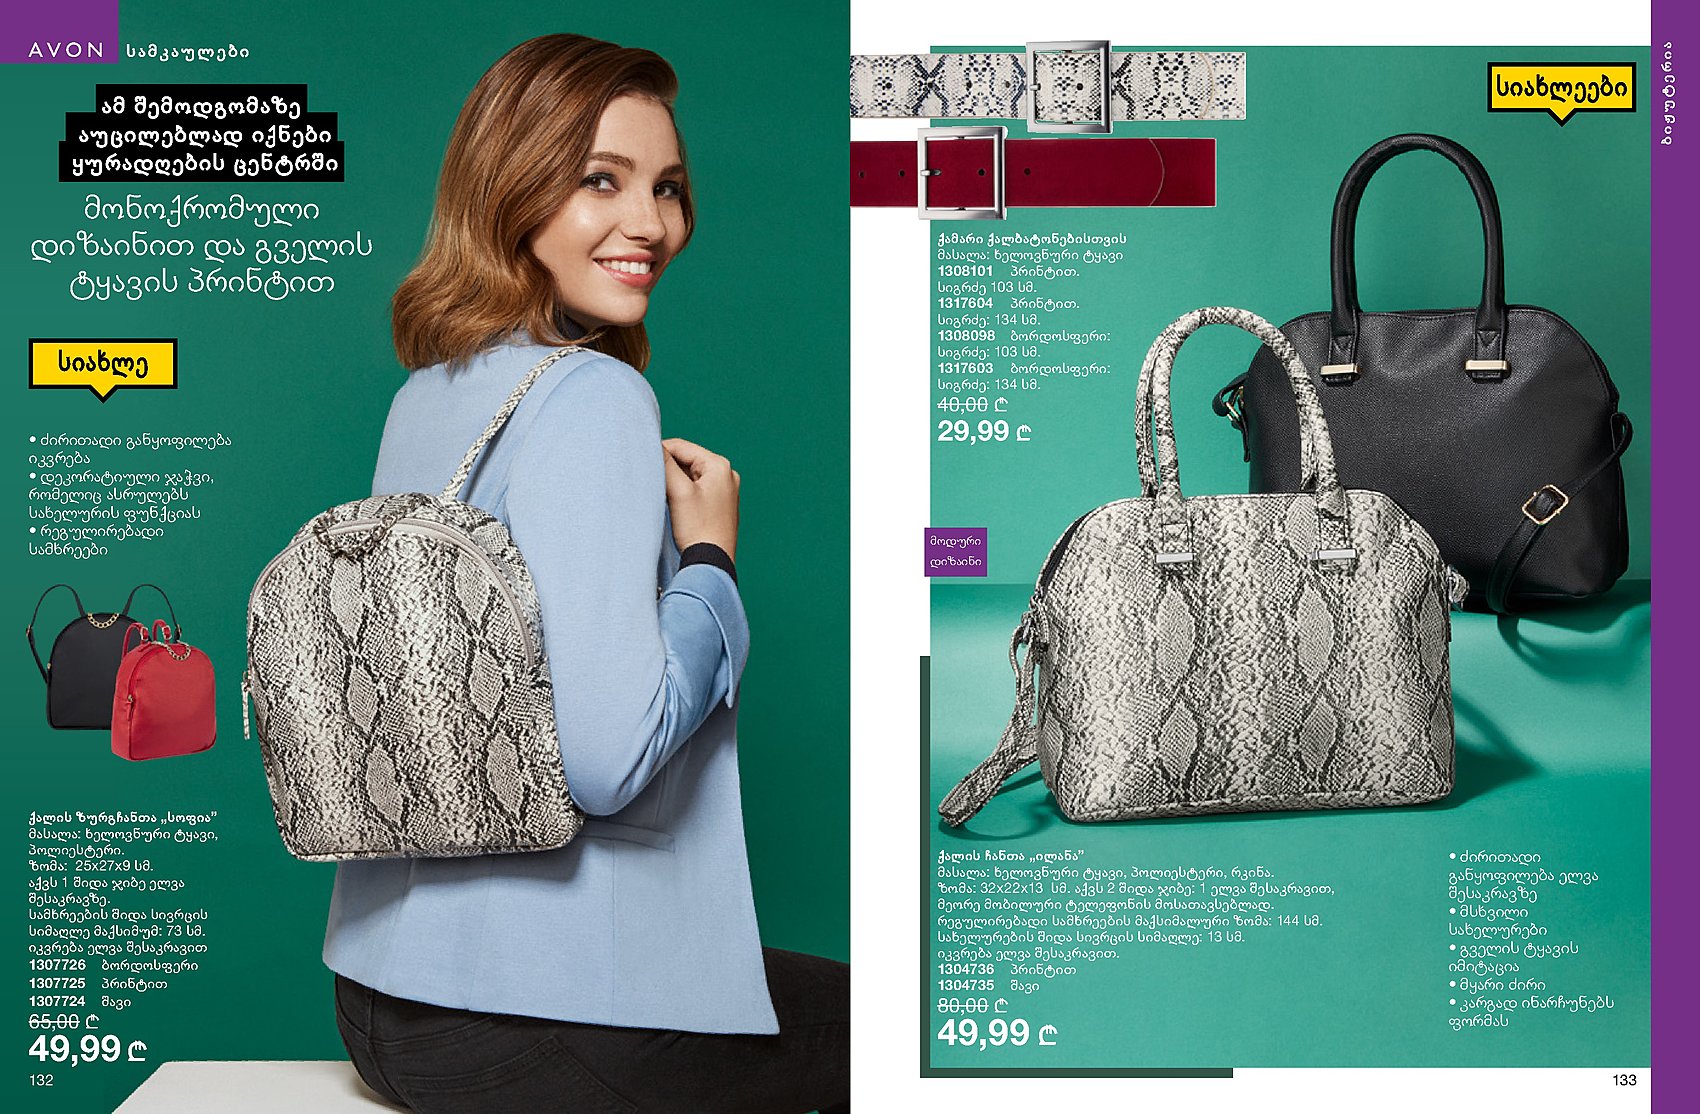 AVON სამკაულები
ამ შემოდგომაზე
აუცილებლად იქნები
ყურადღების ცენტრში
მონოქრომული
დიზაინით და გველის
ტყავის პრინტით
სიახლე
• ძირითადი განყოფილება
იკვრება
• დეკორატიული ჯაჭვი,
რომელიც ასრულებს
სახელურის ფუნქციას
• რეგულირებადი
სამხრეები
ქალის ზურგჩანთა „სოფია"
მასალა: ხელოვნური ტყავი,
პოლიესტერი.
ზომა: 25x27x9 სმ.
აქვს 1 შიდა ჯიბე ელვა
შესაკრავზე.
სამხრეების შიდა სივრცის
სიმაღლე მაქსიმუმ: 73 სმ.
იკვრება ელვა შესაკრავით
1307726 ბორდოსფერი
1307725 პრინტით
1307724 შავი
65,00 ₾
49,99 ₾
132
ბიჟუტერია
სიახლეები
ქამარი ქალბატონებისთვის
მასალა: ხელოვნური ტყავი
1308101 პრინტით.
სიგრძე 103 სმ.
1317604 პრინტით.
სიგრძე: 134 სმ.
1308098 ბორდოსფერი:
სიგრძე: 103 სმ.
1317603 ბორდოსფერი:
სიგრძე: 134 სმ.
40,00 ₾
29,99 ₾
მოდური
დიზაინი
ქალის ჩანთა „ილანა"
მასალა: ხელოვნური ტყავი, პოლიესტერი, რკინა.
ზომა: 32x22x13 სმ. აქვს 2 შიდა ჯიბე: 1 ელვა შესაკრავით,
მეორე მობილური ტელეფონის მოსათავსებლად.
რეგულირებადი სამხრეების მაქსიმალური ზომა: 144 სმ.
სახელურების შიდა სივრცის სიმაღლე: 13 სმ.
იკვრება ელვა შესაკრავით.
1304736 პრინტით
1304735 შავი
80,00 ₾
49,99 ₾
• ძირითადი
განყოფილება ელვა
შესაკრავზე
• მსხვილი
სახელურები
• გველის ტყავის
იმიტაცია
• მყარი ძირი
• კარგად ინარჩუნებს
ფორმას
133